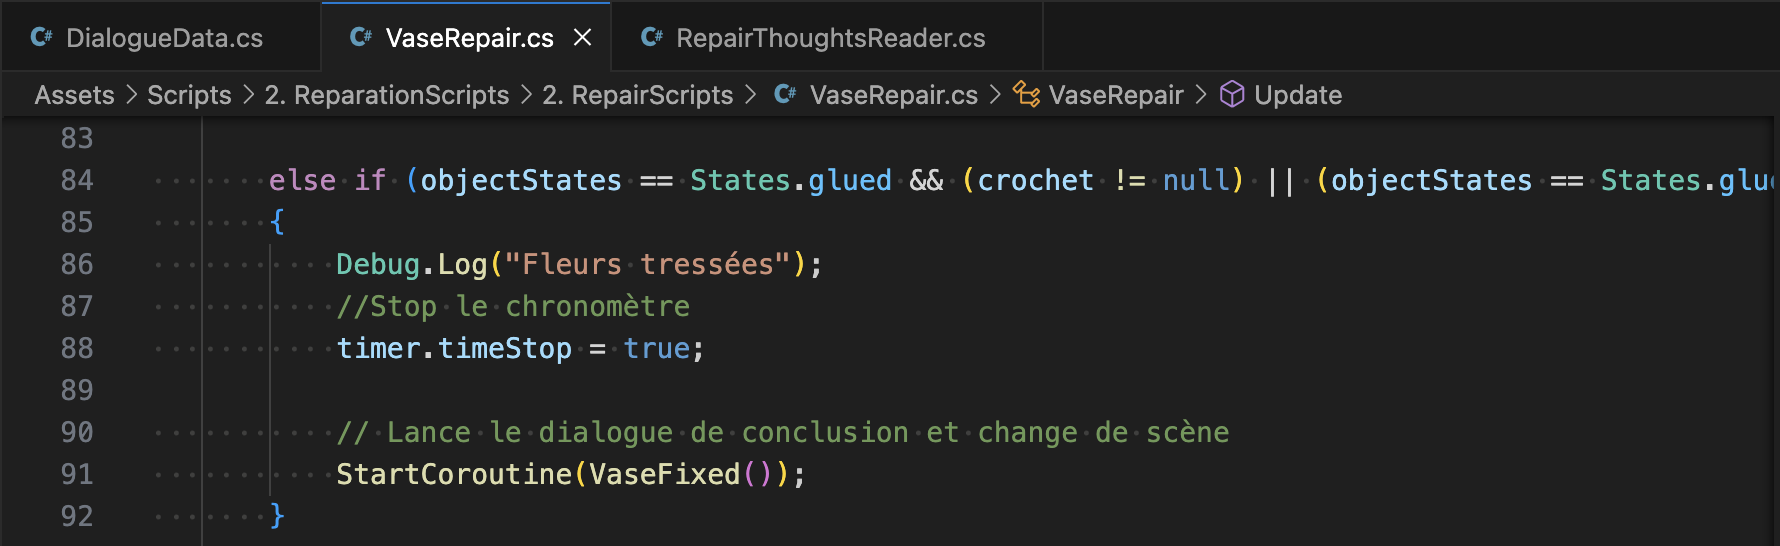 DialogueData.cs VaseRepair.cs RepairThoughtsReader.cs
Assets > Scripts > 2. ReparationScripts > 2. RepairScripts > VaseRepair.cs > VaseRepair > Update
83
84 else if (objectStates == States.glued && (crochet != null) || (objectStates == States.glue
85 {
86 Debug.Log("Fleurs tressées");
87 //Stop le chronomètre
88 timer.timeStop = true;
89
90 // Lance le dialogue de conclusion et change de scène
91 StartCoroutine(VaseFixed());
92 }